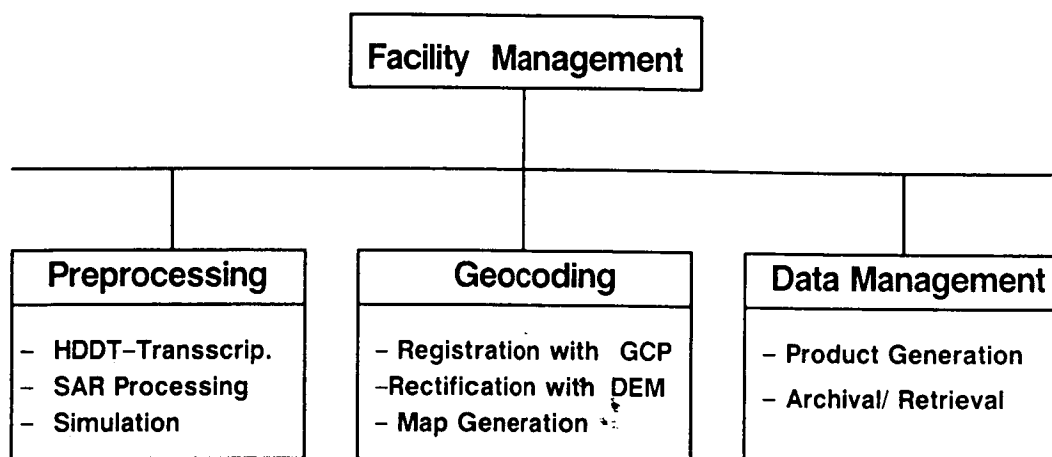 Facility Management
Preprocessing
– HDDT–Transscrip.
– SAR Processing
– Simulation
Geocoding
– Registration with GCP
–Rectification with DEM
– Map Generation
Data Management
– Product Generation
– Archival/ Retrieval